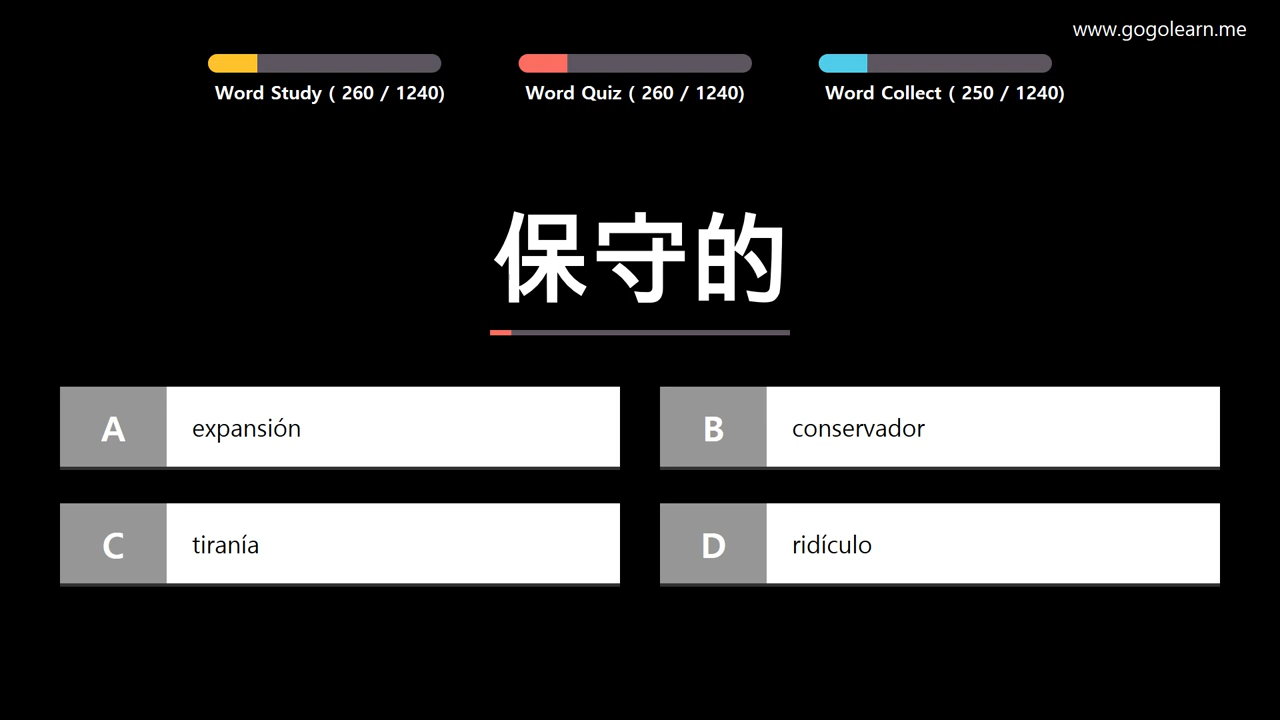 www.gogolearn.me
Word Study ( 260 / 1240)
Word Quiz ( 260 / 1240)
Word Collect ( 250 / 1240)
保守的
A expansión
B conservador
C tiranía
D ridículo